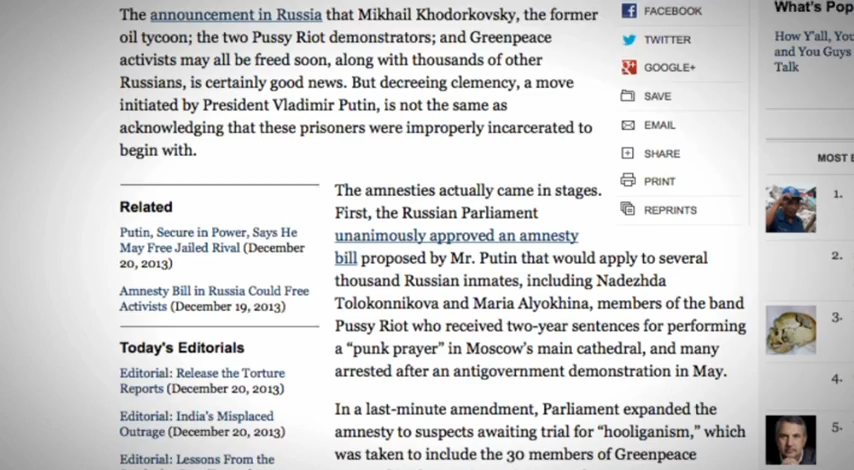 The announcement in Russia that Mikhail Khodorkovsky, the former
oil tycoon; the two Pussy Riot demonstrators; and Greenpeace
activists may all be freed soon, along with thousands of other
Russians, is certainly good news. But decreeing clemency, a move
initiated by President Vladimir Putin, is not the same as
acknowledging that these prisoners were improperly incarcerated to
begin with.
FACEBOOK
TWITTER
GOOGLE+
SAVE
EMAIL
SHARE
PRINT
REPRINTS
Related
Putin, Secure in Power, Says He
May Free Jailed Rival (December
20, 2013)
Amnesty Bill in Russia Could Free
Activists (December 19, 2013)
Today's Editorials
Editorial: Release the Torture
Reports (December 20, 2013)
Editorial: India's Misplaced
Outrage (December 20, 2013)
Editorial: Lessons From the
The amnesties actually came in stages.
First, the Russian Parliament
unanimously approved an amnesty
bill proposed by Mr. Putin that would apply to several
thousand Russian inmates, including Nadezhda
Tolokonnikova and Maria Alyokhina, members of the band
Pussy Riot who received two-year sentences for performing
a “punk prayer” in Moscow’s main cathedral, and many
arrested after an antigovernment demonstration in May.
In a last-minute amendment, Parliament expanded the
amnesty to suspects awaiting trial for “hooliganism,” which
was taken to include the 30 members of Greenpeace
What's Pop
How Y'all, You
and You Guys
Talk
MOST E
1.
2.
3.
4.
5.